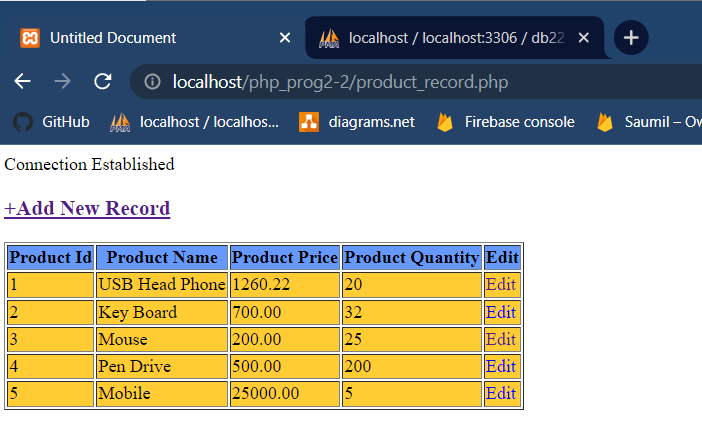 Untitled Document
localhost / localhost:3306 / db22
localhost/php_prog2-2/product_record.php
GitHub localhost / localhos... diagrams.net Firebase console Saumil – Ov
Connection Established
+Add New Record
Product Id Product Name Product Price Product Quantity Edit
1 USB Head Phone 1260.22 20 Edit
2 Key Board 700.00 32 Edit
3 Mouse 200.00 25 Edit
4 Pen Drive 500.00 200 Edit
5 Mobile 25000.00 5 Edit